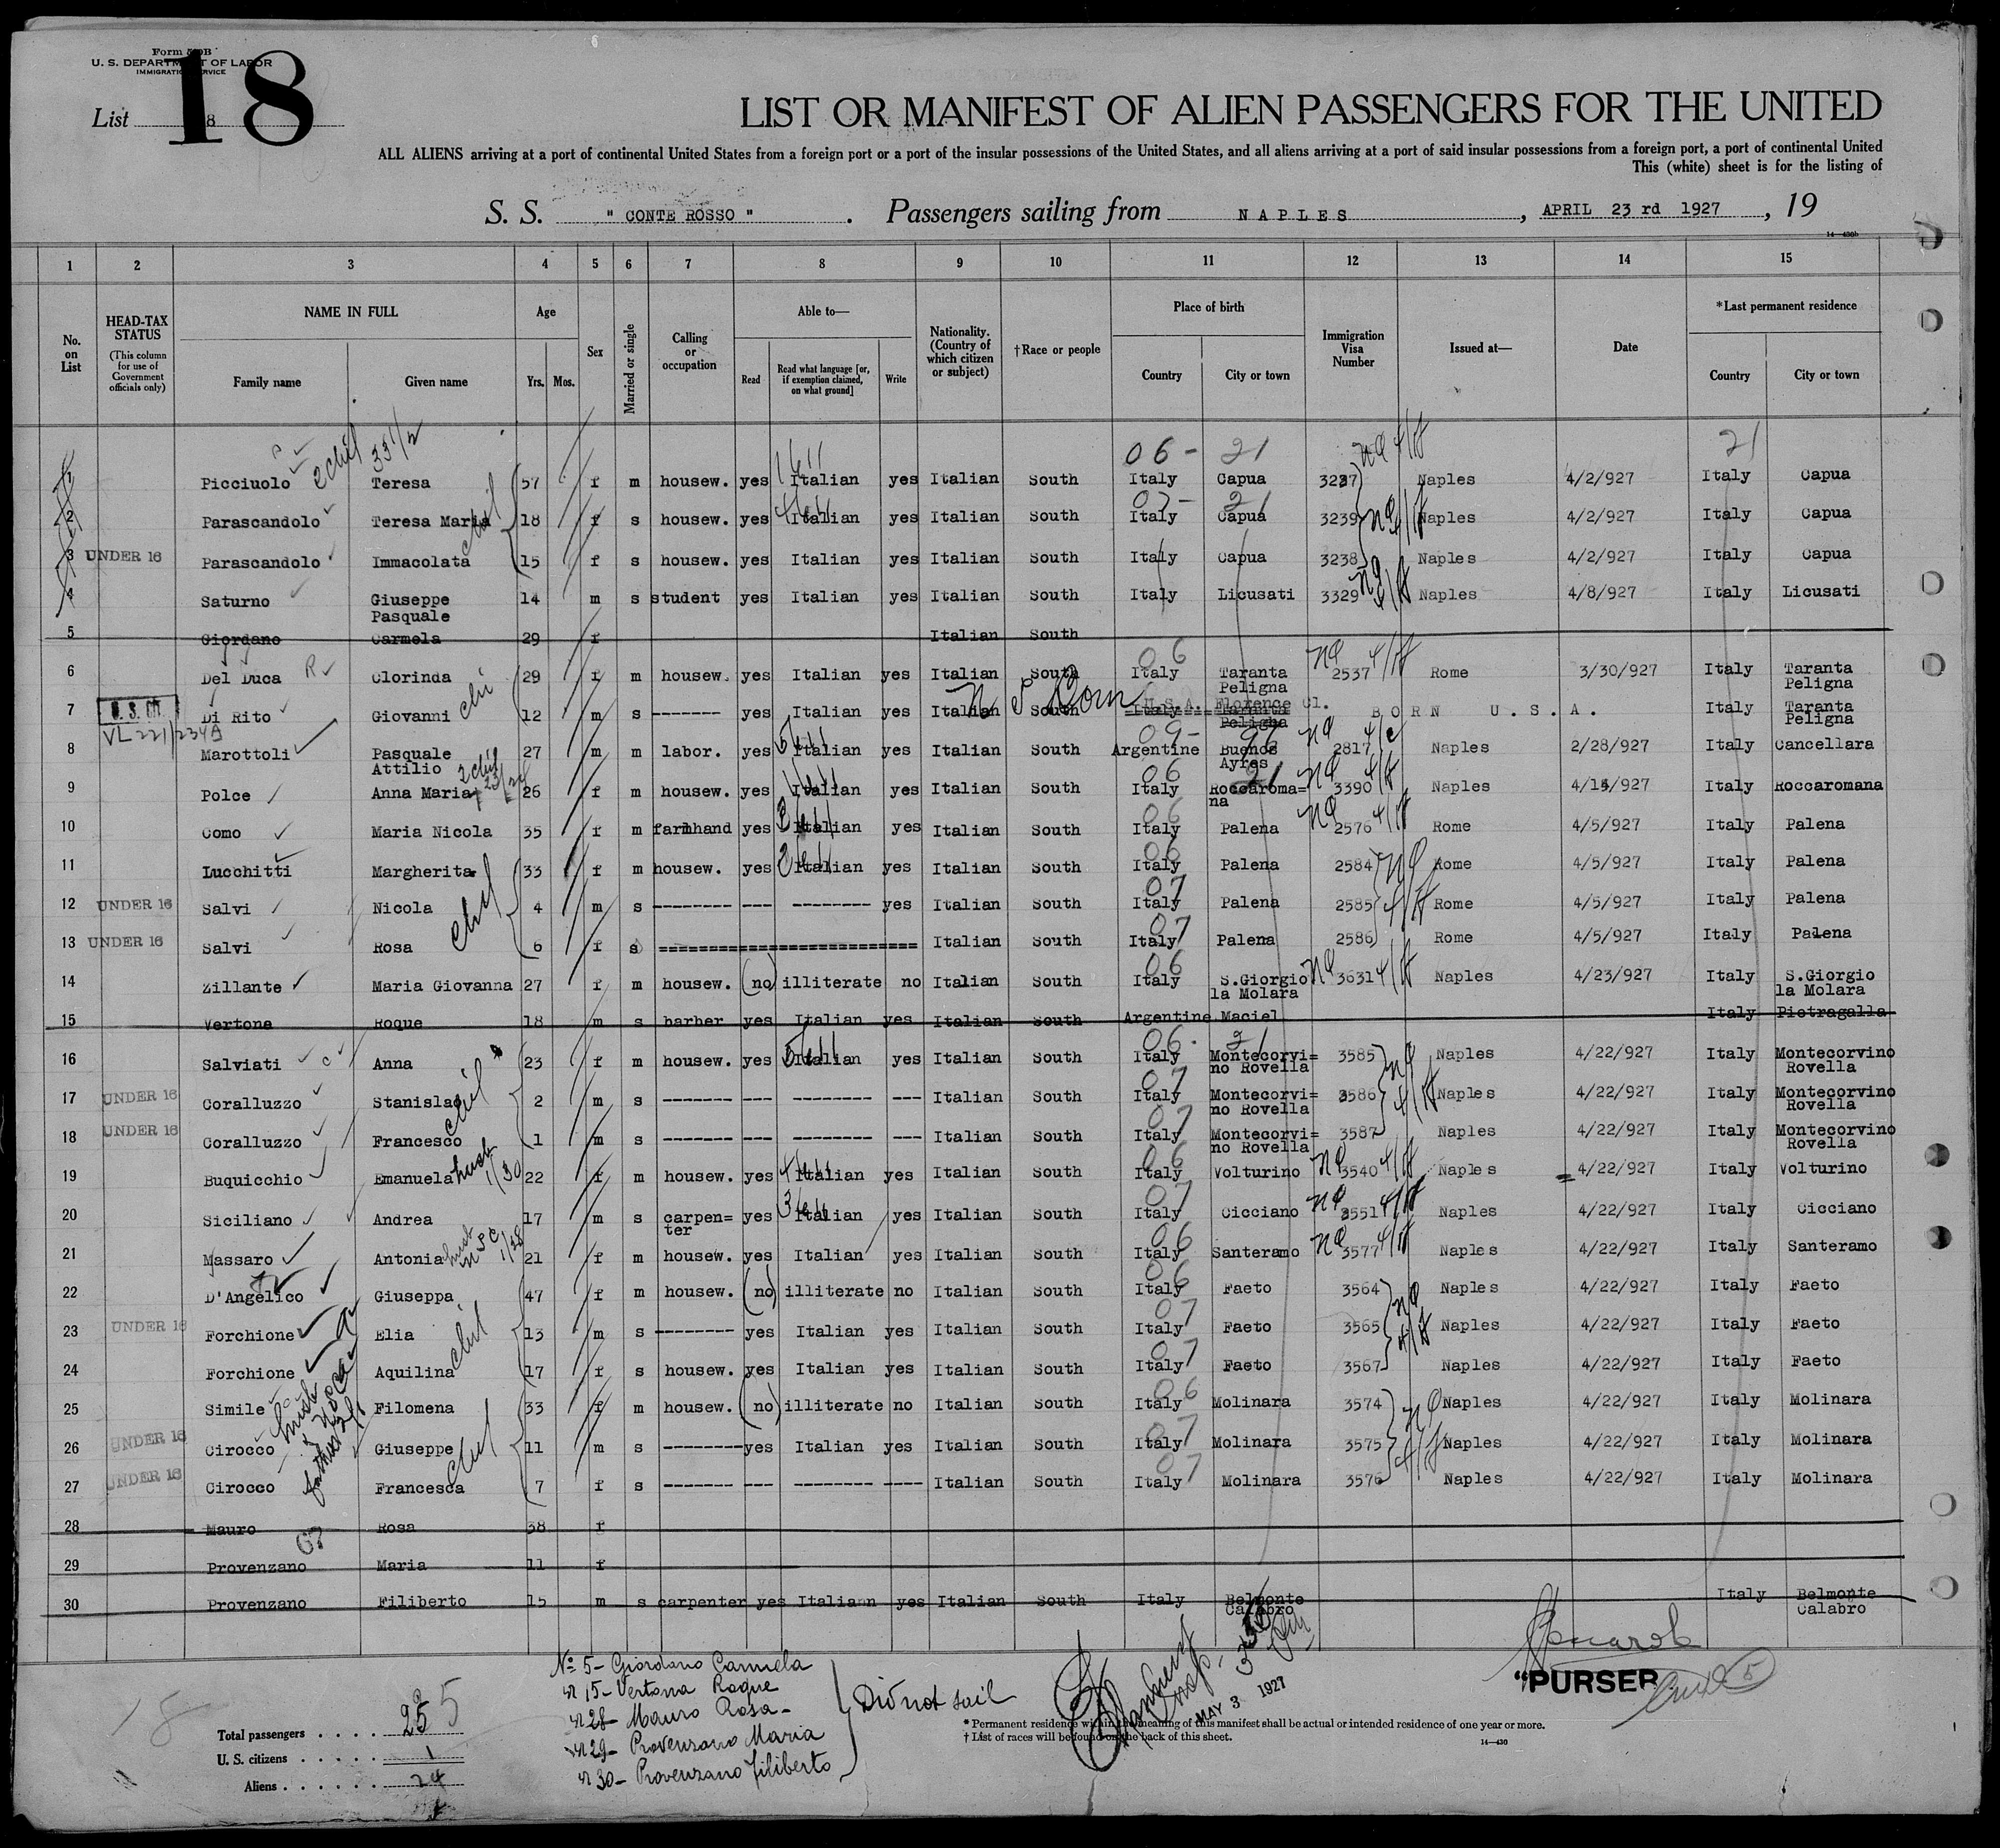 Form 500B
U. S. DEPARTMENT OF LABOR
IMMIGRATION SERVICE
18
List 18
LIST OR MANIFEST OF ALIEN PASSENGERS FOR THE UNITED
ALL ALIENS arriving at a port of continental United States from a foreign port or a port of the insular possessions of the United States, and all aliens arriving at a port of said insular possessions from a foreign port, a port of continental United
This (white) sheet is for the listing of
S. S. " CONTE ROSSO ". Passengers sailing from NAPLES, APRIL 23 rd 1927, 19
14—430b
1 2 3 4 5 6 7 8 9 10 11 12 13 14 15
No. on List | HEAD-TAX STATUS (This column for use of Government officials only) | NAME IN FULL Family name Given name | Age Yrs. Mos. | Sex | Married or single | Calling or occupation | Able to— Read Read what language [or, if exemption claimed, on what ground] Write | Nationality. (Country of which citizen or subject) | †Race or people | Place of birth Country City or town | Immigration Visa Number | Issued at— | Date | *Last permanent residence Country City or town
06 - 21 21
1 Picciuolo Teresa 57 f m housew. yes Italian yes Italian South Italy Capua 3237 Naples 4/2/927 Italy Capua
2 Parascandolo Teresa Maria 18 f s housew. yes Italian yes Italian South Italy Capua 3239 Naples 4/2/927 Italy Capua
3 UNDER 16 Parascandolo Immacolata 15 f s housew. yes Italian yes Italian South Italy Capua 3238 Naples 4/2/927 Italy Capua
4 Saturno Giuseppe Pasquale 14 m s student yes Italian yes Italian South Italy Licusati 3329 Naples 4/8/927 Italy Licusati
5 Giordano Carmela 29 f Italian South
6 Del Duca Clorinda 29 f m housew. yes Italian yes Italian South Italy Taranta Peligna 2537 Rome 3/30/927 Italy Taranta Peligna
7 U.S. Cit. Di Rito Giovanni 12 m s ------- yes Italian yes Italian South Italy Taranta Peligna U.S.A. Florence Cl. BORN U.S.A. Italy Taranta Peligna
VL 221/234A
8 Marottoli Pasquale Attilio 27 m m labor. yes Italian yes Italian South Argentine Buenos Ayres 2817 Naples 2/28/927 Italy Cancellara
9 Polce Anna Maria 26 f m housew. yes Italian yes Italian South Italy Roccaroma= na 3390 Naples 4/14/927 Italy Roccaromana
10 Como Maria Nicola 35 f m farmhand yes Italian yes Italian South Italy Palena 2576 Rome 4/5/927 Italy Palena
11 Lucchitti Margherita 33 f m housew. yes Italian yes Italian South Italy Palena 2584 Rome 4/5/927 Italy Palena
12 UNDER 16 Salvi Nicola 4 m s -------- --- -------- yes Italian South Italy Palena 2585 Rome 4/5/927 Italy Palena
13 UNDER 16 Salvi Rosa 6 f s ========================= Italian South Italy Palena 2586 Rome 4/5/927 Italy Palena
14 Zillante Maria Giovanna 27 f m housew. (no) illiterate no Italian South Italy S.Giorgio la Molara 3631 Naples 4/23/927 Italy S.Giorgio la Molara
15 Vertone Roque 18 m s barber yes Italian yes Italian South Argentine Maciel Italy Pietragalla
16 Salviati Anna 23 f m housew. yes Italian yes Italian South Italy Montecorvi= no Rovella 3585 Naples 4/22/927 Italy Montecorvino Rovella
17 UNDER 16 Coralluzzo Stanislao 2 m s ------- --- -------- --- Italian South Italy Montecorvi= no Rovella 3586 Naples 4/22/927 Italy Montecorvino Rovella
18 UNDER 16 Coralluzzo Francesco 1 m s ------- --- -------- --- Italian South Italy Montecorvi= no Rovella 3587 Naples 4/22/927 Italy Montecorvino Rovella
19 Buquicchio Emanuela 22 f m housew. yes Italian yes Italian South Italy Volturino 3540 Naples 4/22/927 Italy Volturino
20 Siciliano Andrea 17 m s carpen= ter yes Italian yes Italian South Italy Cicciano 3551 Naples 4/22/927 Italy Cicciano
21 Massaro Antonia 21 f m housew. yes Italian yes Italian South Italy Santeramo 3577 Naples 4/22/927 Italy Santeramo
22 D'Angelico Giuseppa 47 f m housew. (no) illiterate no Italian South Italy Faeto 3564 Naples 4/22/927 Italy Faeto
23 UNDER 16 Forchione Elia 13 m s -------- yes Italian yes Italian South Italy Faeto 3565 Naples 4/22/927 Italy Faeto
24 Forchione Aquilina 17 f s housew. yes Italian yes Italian South Italy Faeto 3567 Naples 4/22/927 Italy Faeto
25 Simile Filomena 33 f m housew. (no) illiterate no Italian South Italy Molinara 3574 Naples 4/22/927 Italy Molinara
26 UNDER 16 Cirocco Giuseppe 11 m s -------- yes Italian yes Italian South Italy Molinara 3575 Naples 4/22/927 Italy Molinara
27 UNDER 16 Cirocco Francesca 7 f s ------- --- -------- ---- Italian South Italy Molinara 3576 Naples 4/22/927 Italy Molinara
28 Mauro Rosa 38 f
29 Provenzano Maria 11 f
30 Provenzano Filiberto 15 m s carpenter yes Italiann yes Italian South Italy Belmonte Calabro Italy Belmonte Calabro
No 5- Giordano Carmela
15- Vertona Roque
28- Mauro Rosa-
29- Provenzano Maria
30- Provenzano Filiberto
Did not sail
MAY 3 1927
"PURSER
18
Total passengers . . . . 25
U. S. citizens . . . . . 1
Aliens . . . . . . 24
* Permanent residence within the meaning of this manifest shall be actual or intended residence of one year or more.
† List of races will be found on the back of this sheet.
14—430